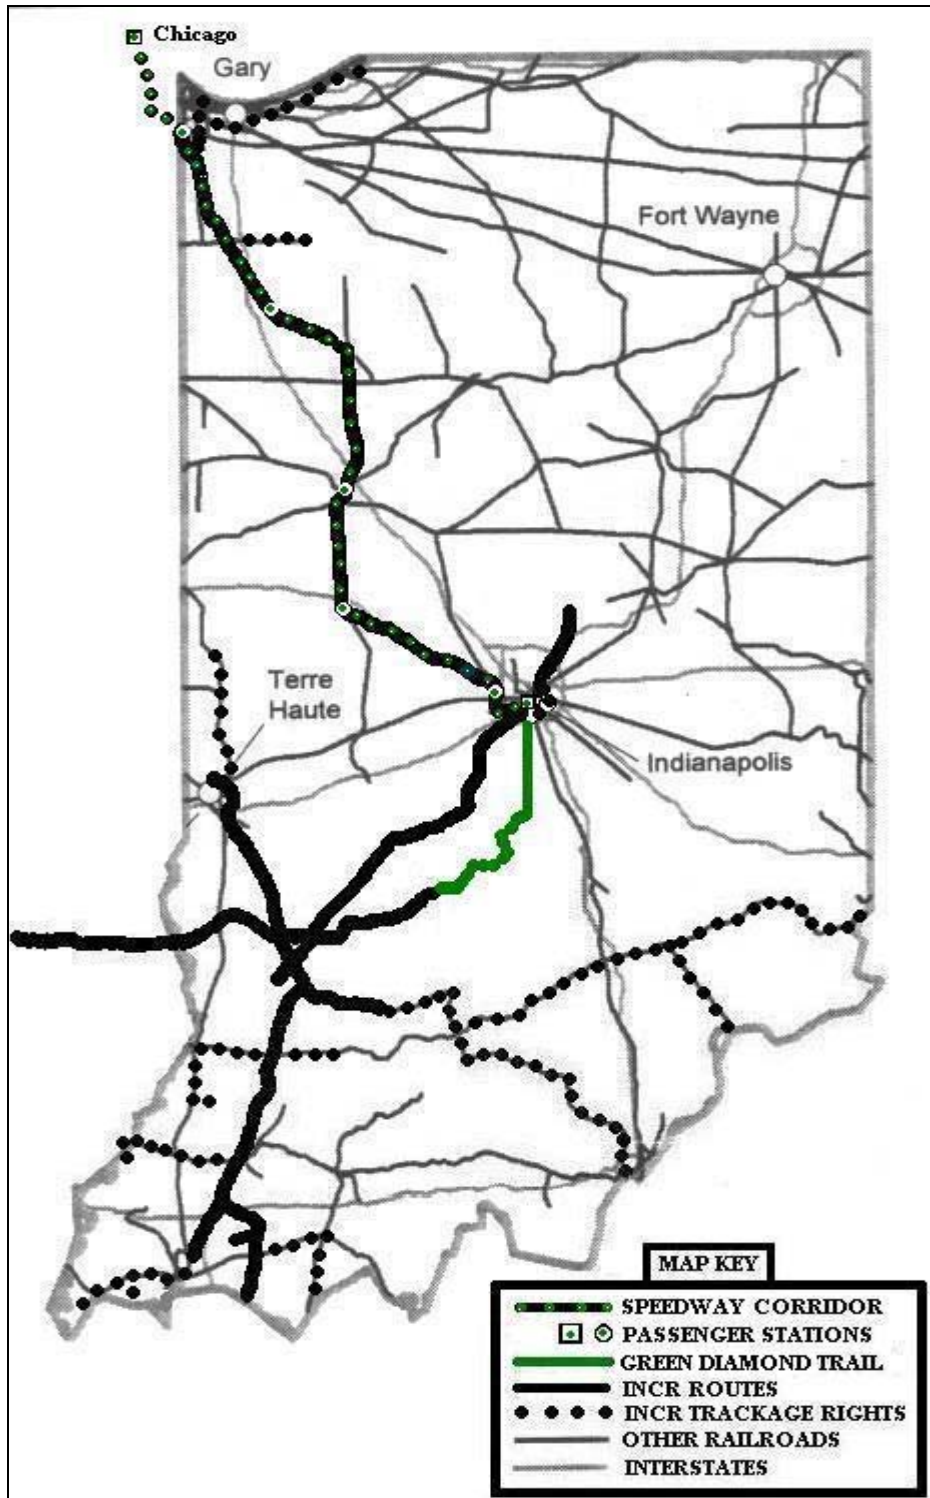 Chicago
Gary
Fort Wayne
Terre
Haute
Indianapolis
MAP KEY
SPEEDWAY CORRIDOR
PASSENGER STATIONS
GREEN DIAMOND TRAIL
INCR ROUTES
INCR TRACKAGE RIGHTS
OTHER RAILROADS
INTERSTATES